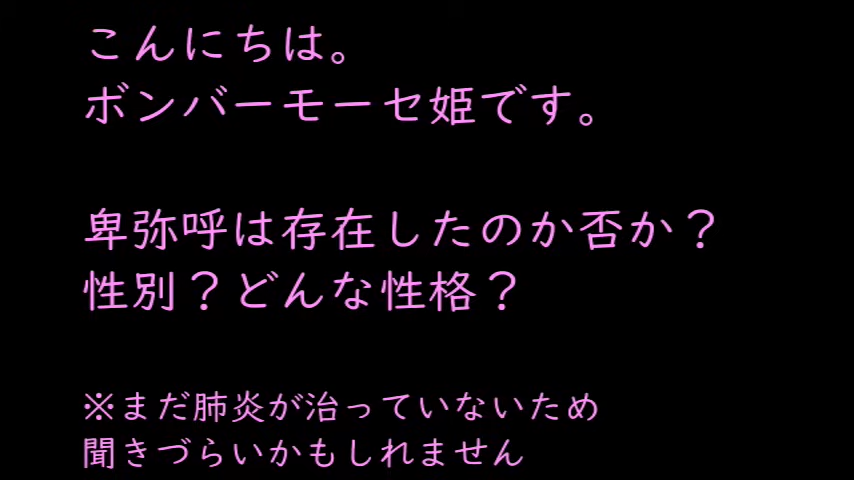 こんにちは。
ボンバーモーセ姫です。
卑弥呼は存在したのか否か？
性別？どんな性格？
※まだ肺炎が治っていないため
聞きづらいかもしれません